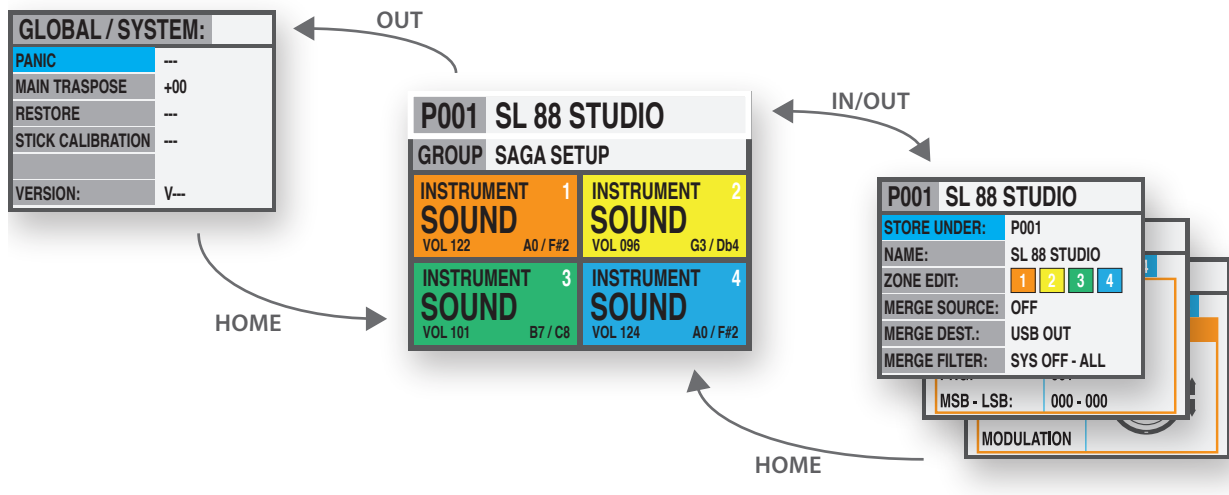 GLOBAL / SYSTEM:
PANIC ---
MAIN TRASPOSE +00
RESTORE ---
STICK CALIBRATION ---
VERSION: V---
OUT
HOME
P001 SL 88 STUDIO
GROUP SAGA SETUP
INSTRUMENT 1
SOUND
VOL 122 A0 / F#2
INSTRUMENT 2
SOUND
VOL 096 G3 / Db4
INSTRUMENT 3
SOUND
VOL 101 B7 / C8
INSTRUMENT 4
SOUND
VOL 124 A0 / F#2
IN/OUT
P001 SL 88 STUDIO
STORE UNDER: P001
NAME: SL 88 STUDIO
ZONE EDIT: 1 2 3 4
MERGE SOURCE: OFF
MERGE DEST.: USB OUT
MERGE FILTER: SYS OFF - ALL
MSB - LSB: 000 - 000
MODULATION
HOME